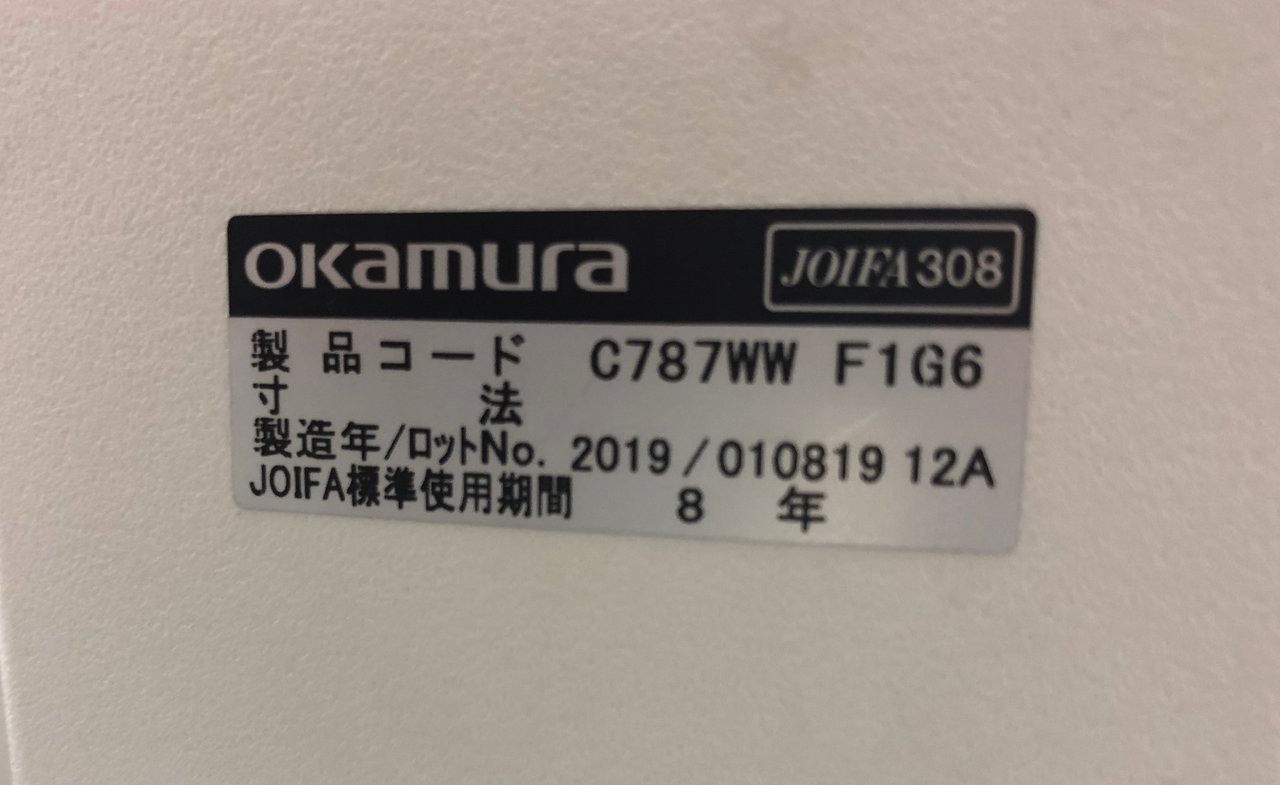 okamura JOIFA308
製品コード C787WW F1G6
寸法
製造年/ロットNo. 2019/010819 12A
JOIFA標準使用期間 8 年